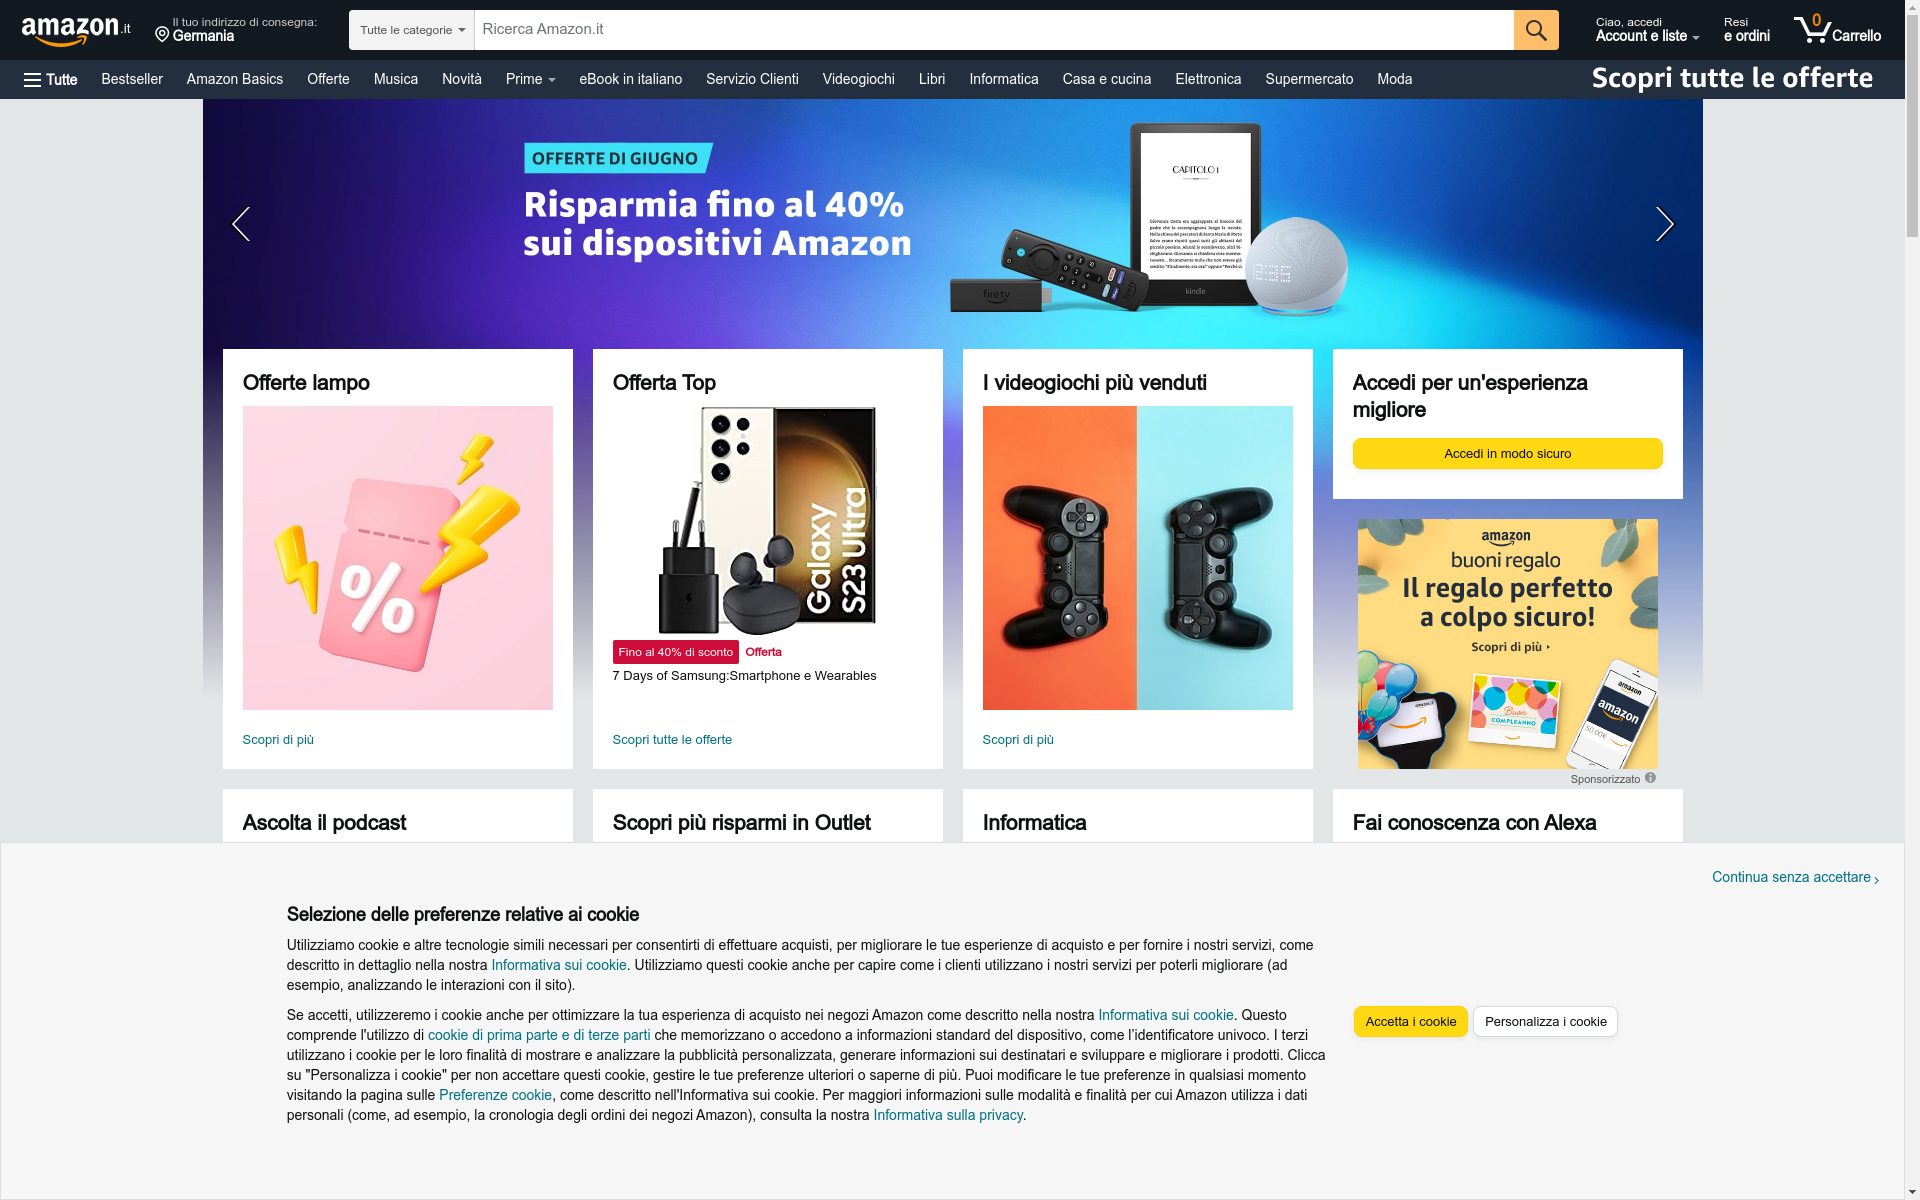 amazon.it
Il tuo indirizzo di consegna:
Germania
Tutte le categorie
Ricerca Amazon.it
Ciao, accedi
Account e liste
Resi
e ordini
0
Carrello
Tutte
Bestseller
Amazon Basics
Offerte
Musica
Novità
Prime
eBook in italiano
Servizio Clienti
Videogiochi
Libri
Informatica
Casa e cucina
Elettronica
Supermercato
Moda
Scopri tutte le offerte
OFFERTE DI GIUGNO
Risparmia fino al 40%
sui dispositivi Amazon
CAPITOLO 1
kindle
firetv
Offerte lampo
%
Scopri di più
Offerta Top
Galaxy
S23 Ultra
Fino al 40% di sconto
Offerta
7 Days of Samsung:Smartphone e Wearables
Scopri tutte le offerte
I videogiochi più venduti
Scopri di più
Accedi per un'esperienza
migliore
Accedi in modo sicuro
amazon
buoni regalo
Il regalo perfetto
a colpo sicuro!
Scopri di più
Buon
COMPLEANNO
amazon
amazon
50.00€
Sponsorizzato
Ascolta il podcast
Scopri più risparmi in Outlet
Informatica
Fai conoscenza con Alexa
Continua senza accettare
Selezione delle preferenze relative ai cookie
Utilizziamo cookie e altre tecnologie simili necessari per consentirti di effettuare acquisti, per migliorare le tue esperienze di acquisto e per fornire i nostri servizi, come
descritto in dettaglio nella nostra Informativa sui cookie. Utilizziamo questi cookie anche per capire come i clienti utilizzano i nostri servizi per poterli migliorare (ad
esempio, analizzando le interazioni con il sito).
Se accetti, utilizzeremo i cookie anche per ottimizzare la tua esperienza di acquisto nei negozi Amazon come descritto nella nostra Informativa sui cookie. Questo
comprende l'utilizzo di cookie di prima parte e di terze parti che memorizzano o accedono a informazioni standard del dispositivo, come l’identificatore univoco. I terzi
utilizzano i cookie per le loro finalità di mostrare e analizzare la pubblicità personalizzata, generare informazioni sui destinatari e sviluppare e migliorare i prodotti. Clicca
su "Personalizza i cookie" per non accettare questi cookie, gestire le tue preferenze ulteriori o saperne di più. Puoi modificare le tue preferenze in qualsiasi momento
visitando la pagina sulle Preferenze cookie, come descritto nell'Informativa sui cookie. Per maggiori informazioni sulle modalità e finalità per cui Amazon utilizza i dati
personali (come, ad esempio, la cronologia degli ordini dei negozi Amazon), consulta la nostra Informativa sulla privacy.
Accetta i cookie
Personalizza i cookie